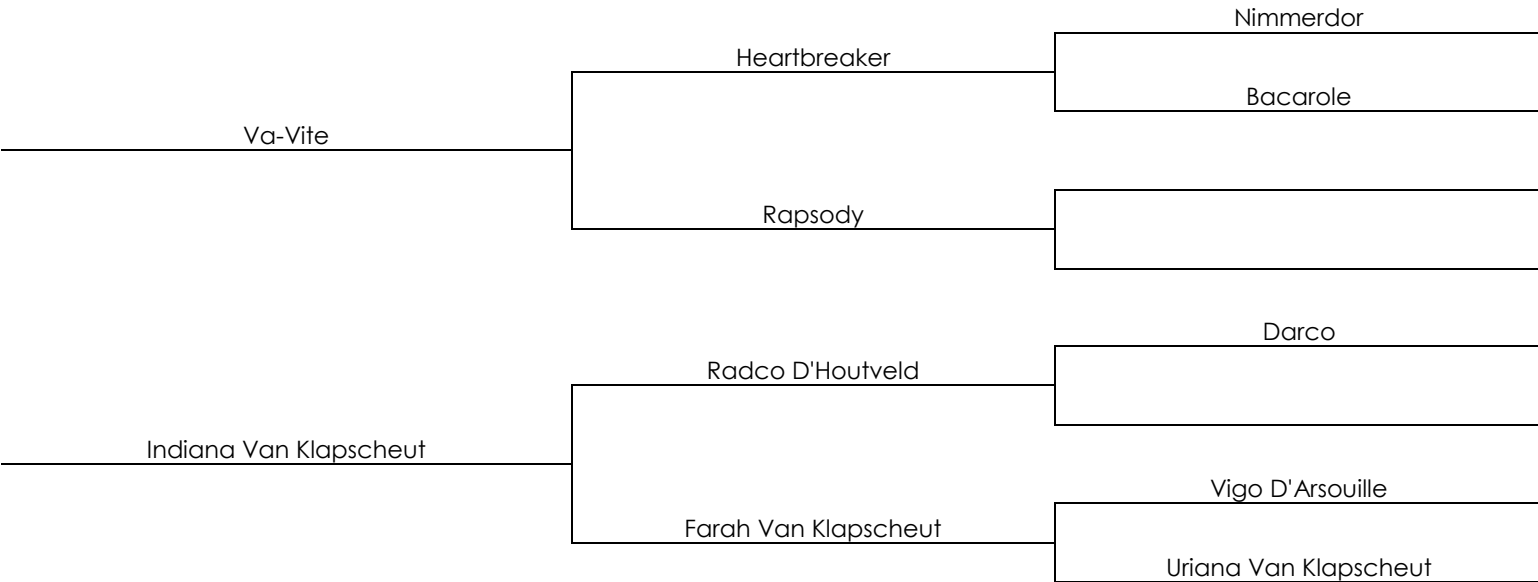 Nimmerdor
Heartbreaker
Bacarole
Va-Vite
Rapsody
Darco
Radco D'Houtveld
Indiana Van Klapscheut
Vigo D'Arsouille
Farah Van Klapscheut
Uriana Van Klapscheut